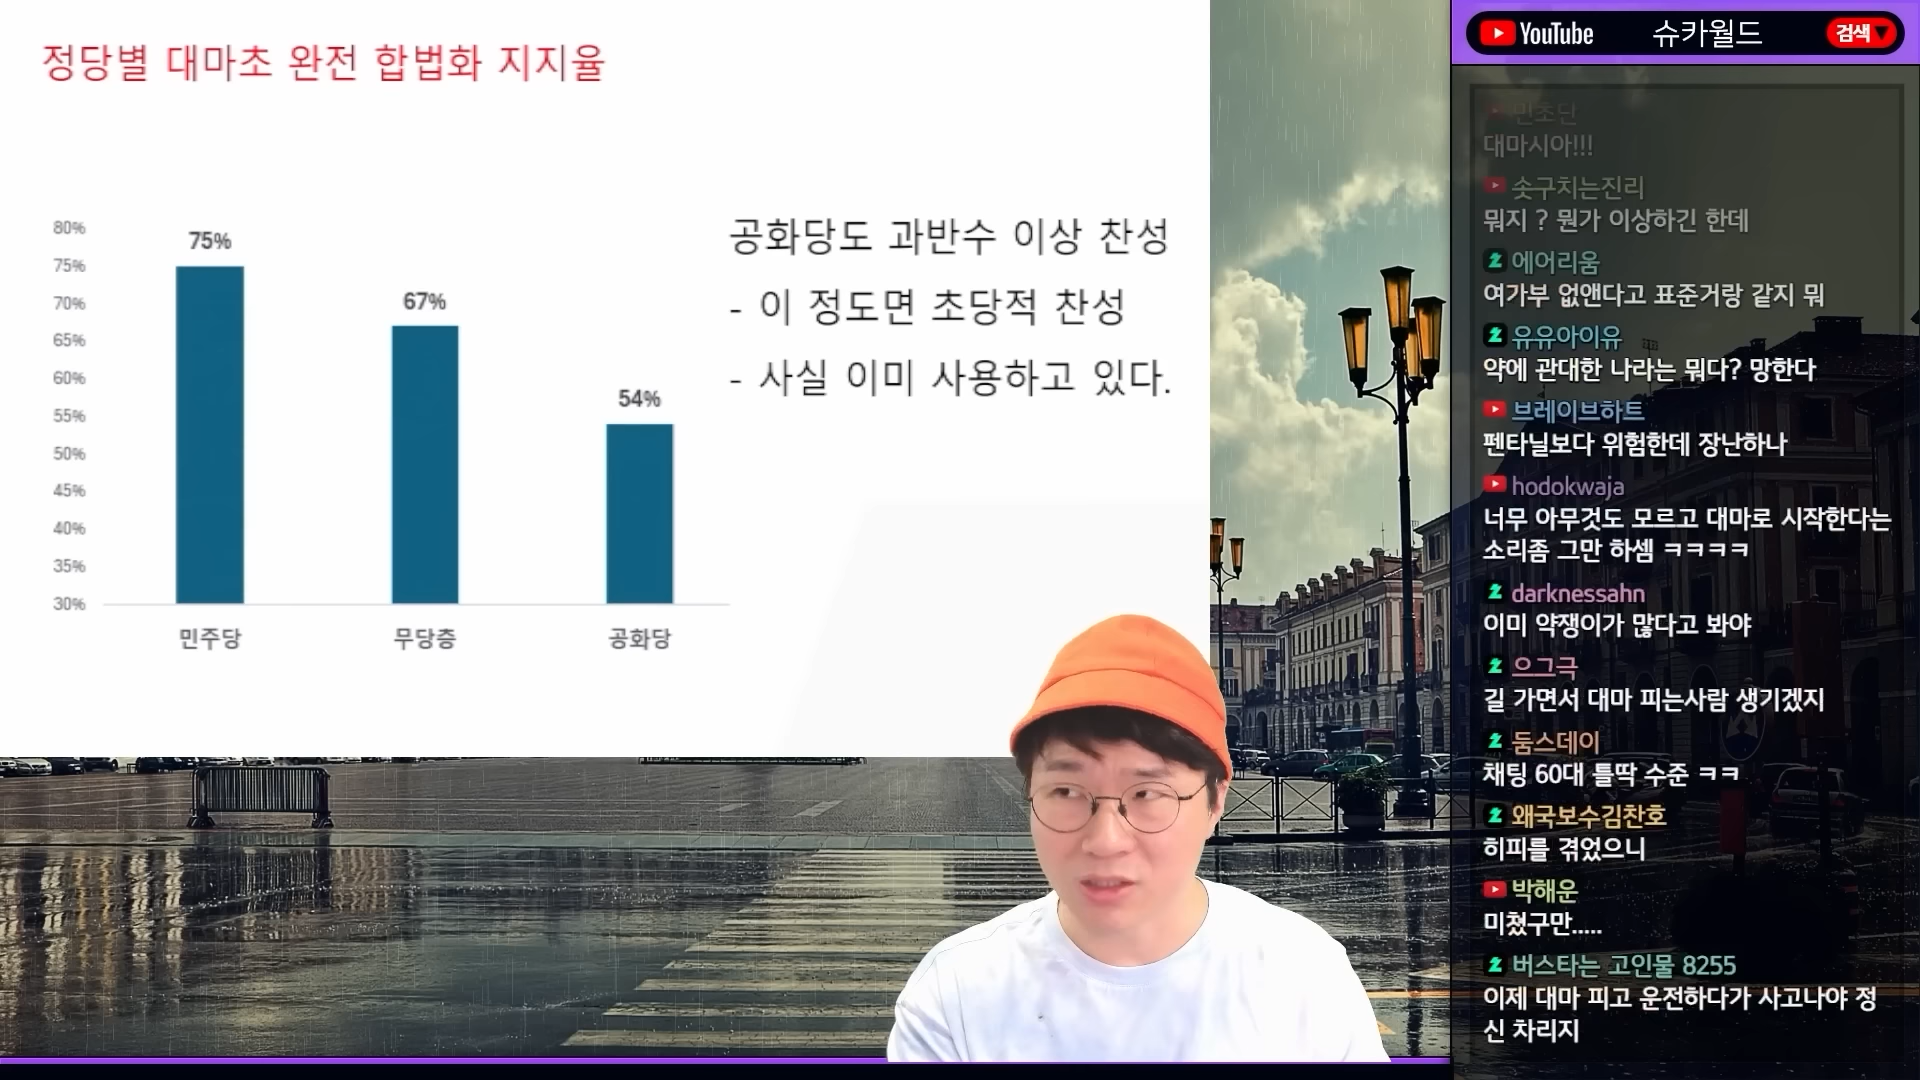 정당별 대마초 완전 합법화 지지율
80%
75%
70%
65%
60%
55%
50%
45%
40%
35%
30%
75%
67%
54%
민주당
무당층
공화당
공화당도 과반수 이상 찬성
- 이 정도면 초당적 찬성
- 사실 이미 사용하고 있다.
YouTube 슈카월드 검색
민초단
대마시아!!!
솟구치는진리
뭐지 ? 뭔가 이상하긴 한데
에어리움
여가부 없앤다고 표준거랑 같지 뭐
유유아이유
약에 관대한 나라는 뭐다? 망한다
브레이브하트
펜타닐보다 위험한데 장난하나
hodokwaja
너무 아무것도 모르고 대마로 시작한다는
소리좀 그만 하셈 ㅋㅋㅋㅋ
darknessahn
이미 약쟁이가 많다고 봐야
으그극
길 가면서 대마 피는사람 생기겠지
둠스데이
채팅 60대 틀딱 수준 ㅋㅋ
왜국보수김찬호
히피를 겪었으니
박해운
미쳤구만.....
버스타는 고인물 8255
이제 대마 피고 운전하다가 사고나야 정
신 차리지